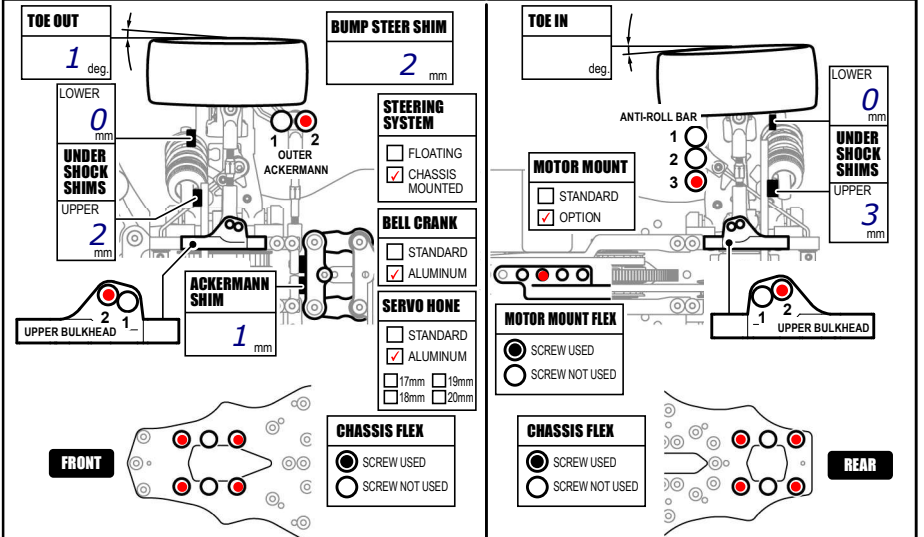 TOE OUT
1 deg.
BUMP STEER SHIM
2 mm
LOWER
0 mm
UNDER
SHOCK
SHIMS
UPPER
2 mm
1 2
OUTER
ACKERMANN
STEERING
SYSTEM
FLOATING
CHASSIS
MOUNTED
BELL CRANK
STANDARD
ALUMINUM
ACKERMANN
SHIM
1 mm
SERVO HONE
STANDARD
ALUMINUM
17mm 19mm
18mm 20mm
2 1
UPPER BULKHEAD
FRONT
CHASSIS FLEX
SCREW USED
SCREW NOT USED
TOE IN
deg.
ANTI-ROLL BAR
1
2
3
LOWER
0 mm
UNDER
SHOCK
SHIMS
UPPER
3 mm
MOTOR MOUNT
STANDARD
OPTION
MOTOR MOUNT FLEX
SCREW USED
SCREW NOT USED
1 2
UPPER BULKHEAD
CHASSIS FLEX
SCREW USED
SCREW NOT USED
REAR